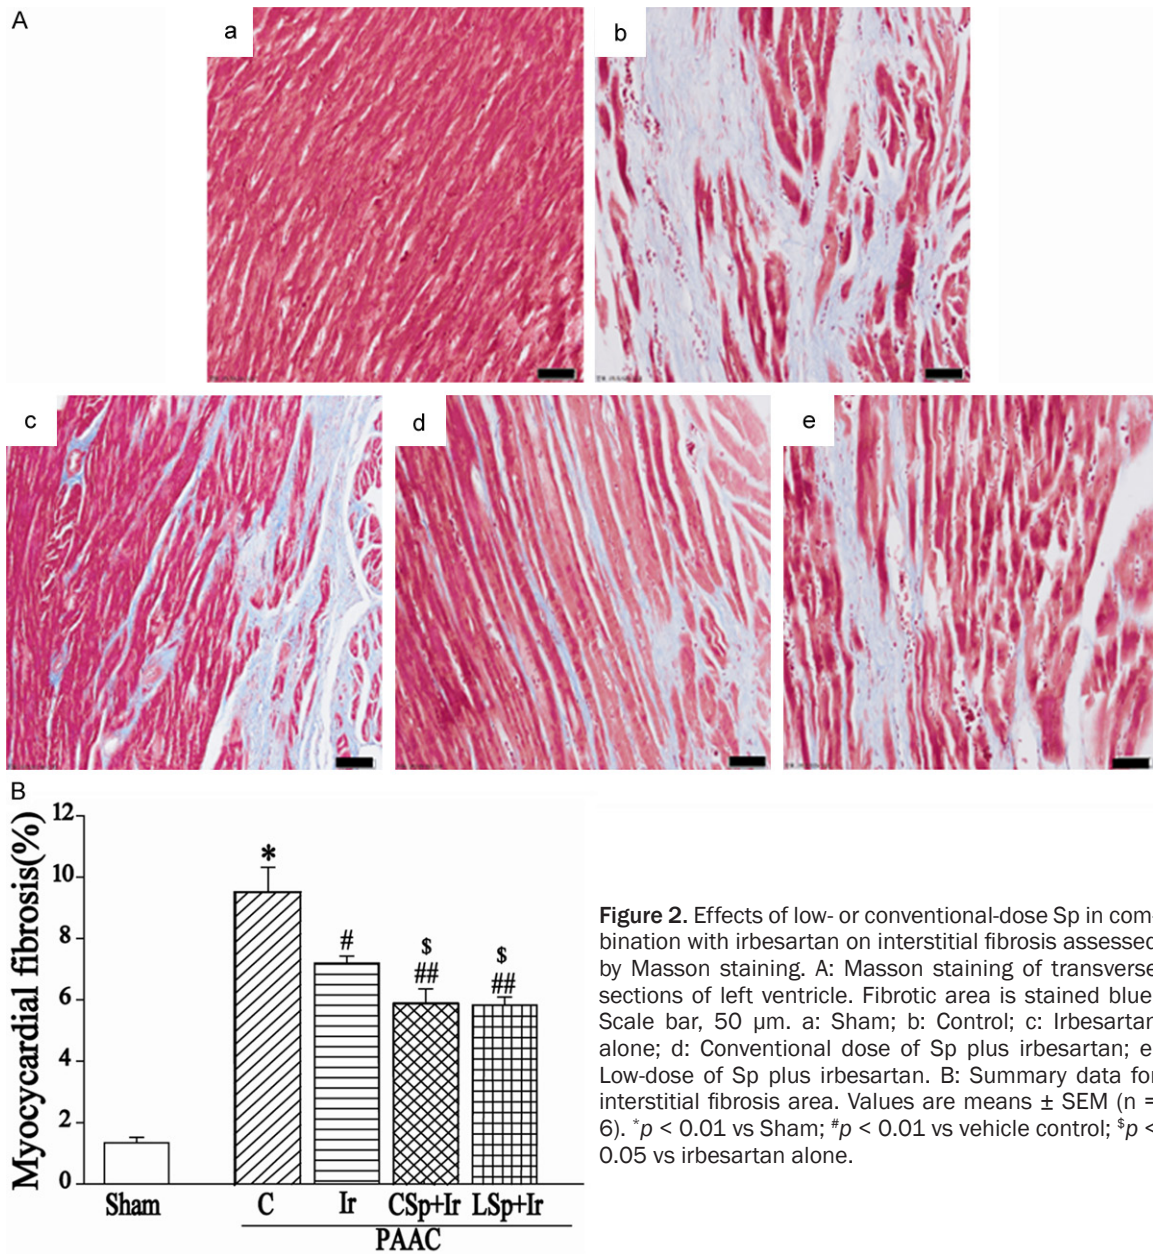 A
a
b
c
d
e
B
Myocycardial fibrosis(%)
12
10
8
6
4
2
0
*
#
$
##
$
##
Sham
C
Ir
CSp+Ir
LSp+Ir
PAAC
Figure 2. Effects of low- or conventional-dose Sp in com-
bination with irbesartan on interstitial fibrosis assessed
by Masson staining. A: Masson staining of transverse
sections of left ventricle. Fibrotic area is stained blue
Scale bar, 50 μm. a: Sham; b: Control; c: Irbesartan
alone; d: Conventional dose of Sp plus irbesartan; e
Low-dose of Sp plus irbesartan. B: Summary data for
interstitial fibrosis area. Values are means ± SEM (n =
6). *p < 0.01 vs Sham; #p < 0.01 vs vehicle control; $p <
0.05 vs irbesartan alone.